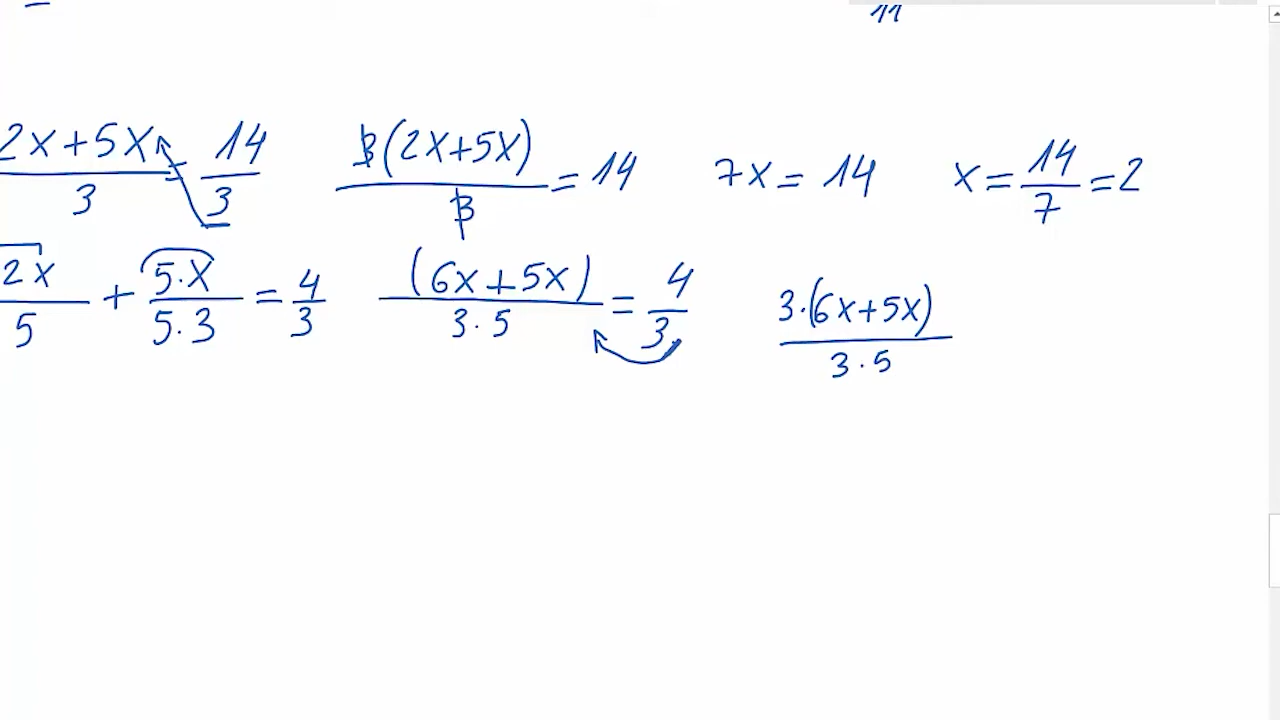 11
(2x+5x)/3 = 14/3   3(2x+5x)/3 = 14   7x = 14   x = 14/7 = 2
2x/5 + 5·x/5·3 = 4/3   (6x+5x)/3·5 = 4/3   3·(6x+5x)/3·5